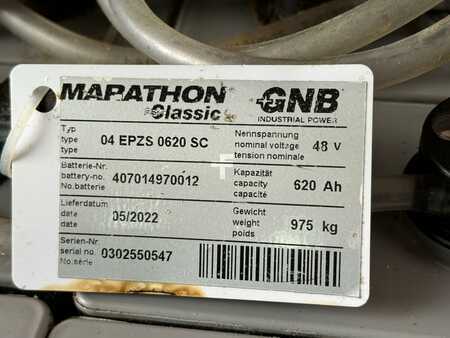 MARATHON
Classic
GNB
INDUSTRIAL POWER
Typ
type
type
04 EPZS 0620 SC
Nennspannung
nominal voltage
tension nominale
48 V
Batterie-Nr.
battery-no.
No.batterie
407014970012
Kapazität
capacity
capacité
620 Ah
Lieferdatum
date
date
05/2022
Gewicht
weight
poids
975 kg
Serien-Nr
serial no
No.série
0302550547
F